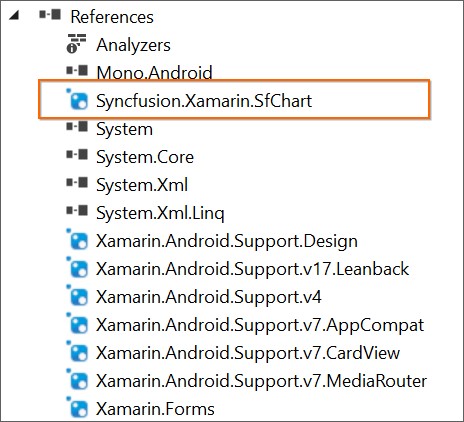 References
Analyzers
Mono.Android
Syncfusion.Xamarin.SfChart
System
System.Core
System.Xml
System.Xml.Linq
Xamarin.Android.Support.Design
Xamarin.Android.Support.v17.Leanback
Xamarin.Android.Support.v4
Xamarin.Android.Support.v7.AppCompat
Xamarin.Android.Support.v7.CardView
Xamarin.Android.Support.v7.MediaRouter
Xamarin.Forms